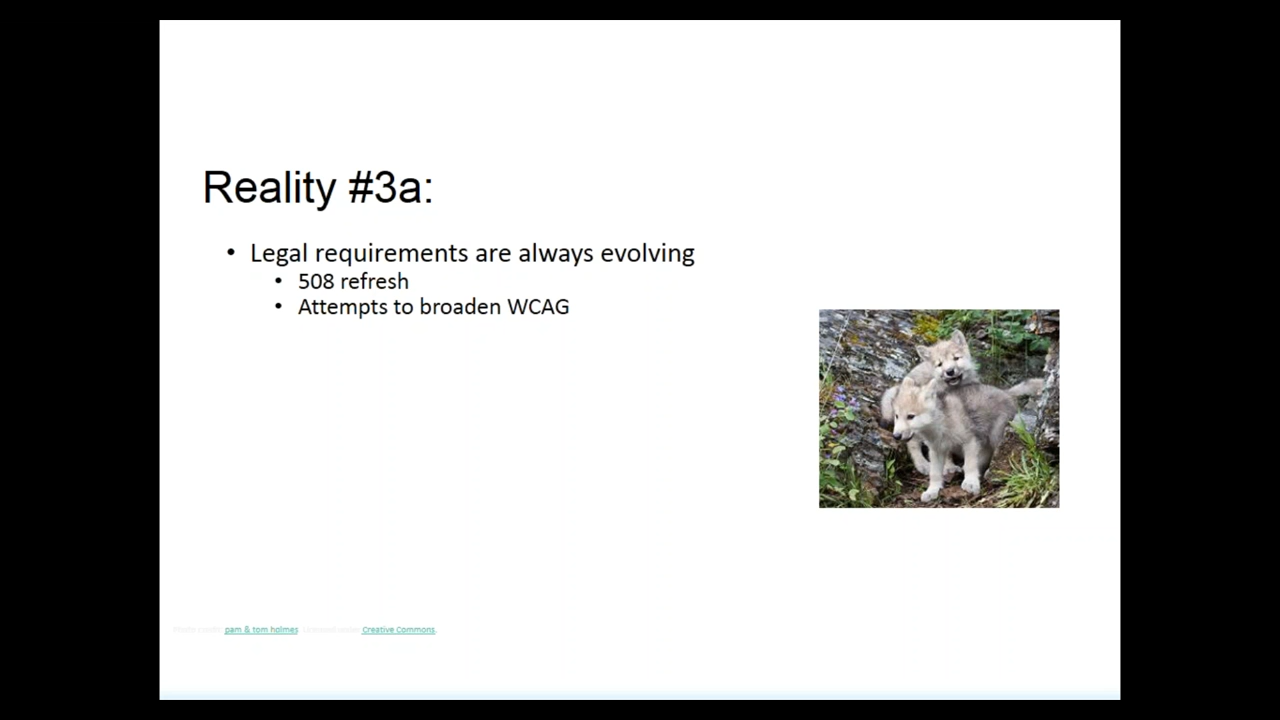 Reality #3a:
• Legal requirements are always evolving
• 508 refresh
• Attempts to broaden WCAG
pam & tom holmes Creative Commons.